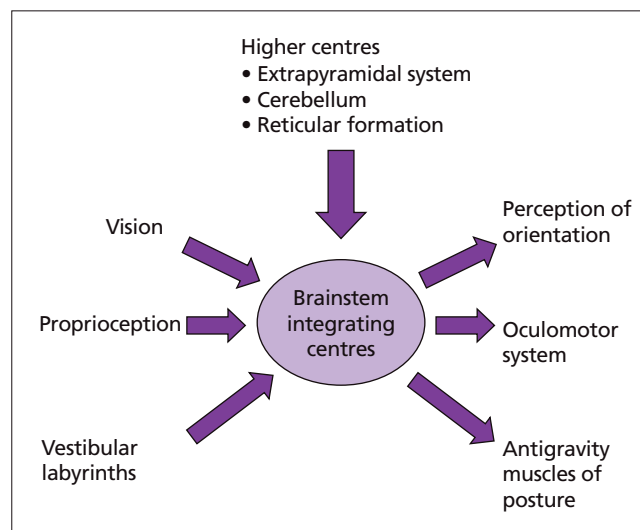 Higher centres
• Extrapyramidal system
• Cerebellum
• Reticular formation
Vision
Proprioception
Vestibular
labyrinths
Brainstem
integrating
centres
Perception of
orientation
Oculomotor
system
Antigravity
muscles of
posture